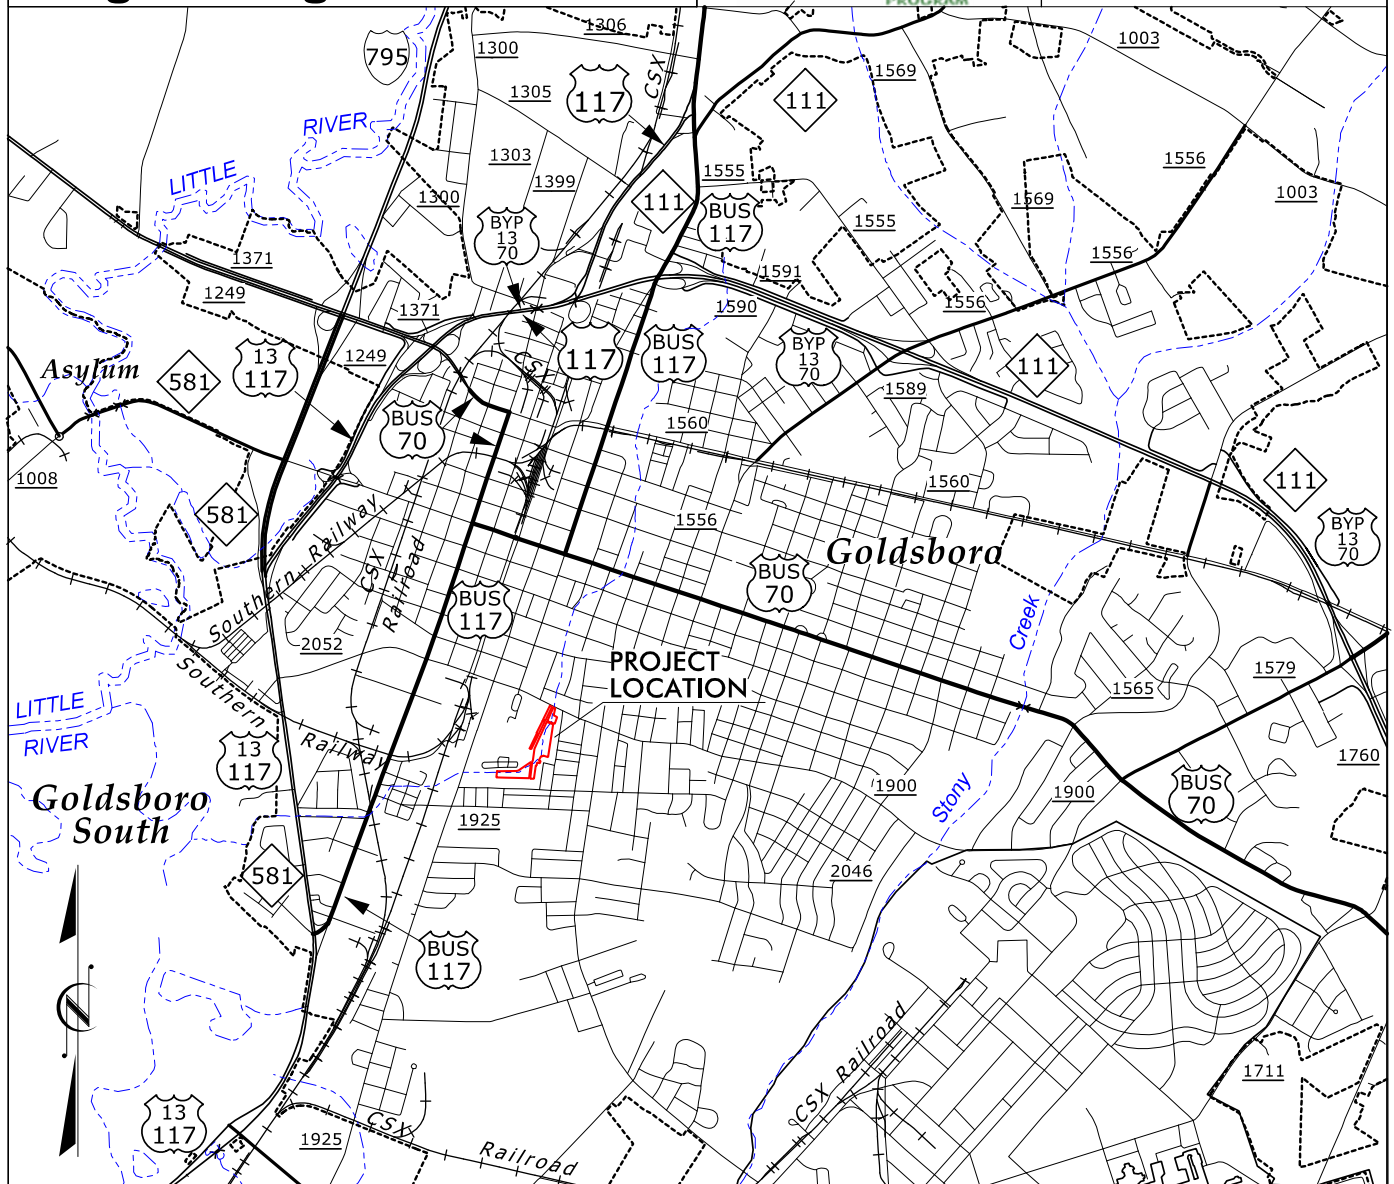 PROGRAM
1306
795
1300
CSX
1003
1569
1305
117
111
RIVER
1303
1556
LITTLE
1399
1555
1300
111
1569
1003
BYP
13
70
BUS
117
1555
1371
1556
1591
1249
1371
1590
1556
13
117
1249
CSX
117
BUS
117
BYP
13
70
111
Asylum
581
1589
BUS
70
1560
1008
1560
111
581
1556
BYP
13
70
Southern Railway
CSX
Railroad
Goldsboro
BUS
70
BUS
117
Creek
2052
PROJECT
LOCATION
1579
1565
Southern
Railway
LITTLE
RIVER
13
117
1760
Goldsboro
South
1900
Stony
1900
BUS
70
1925
581
2046
BUS
117
N
CSX Railroad
1711
13
117
1925
CSX
Railroad